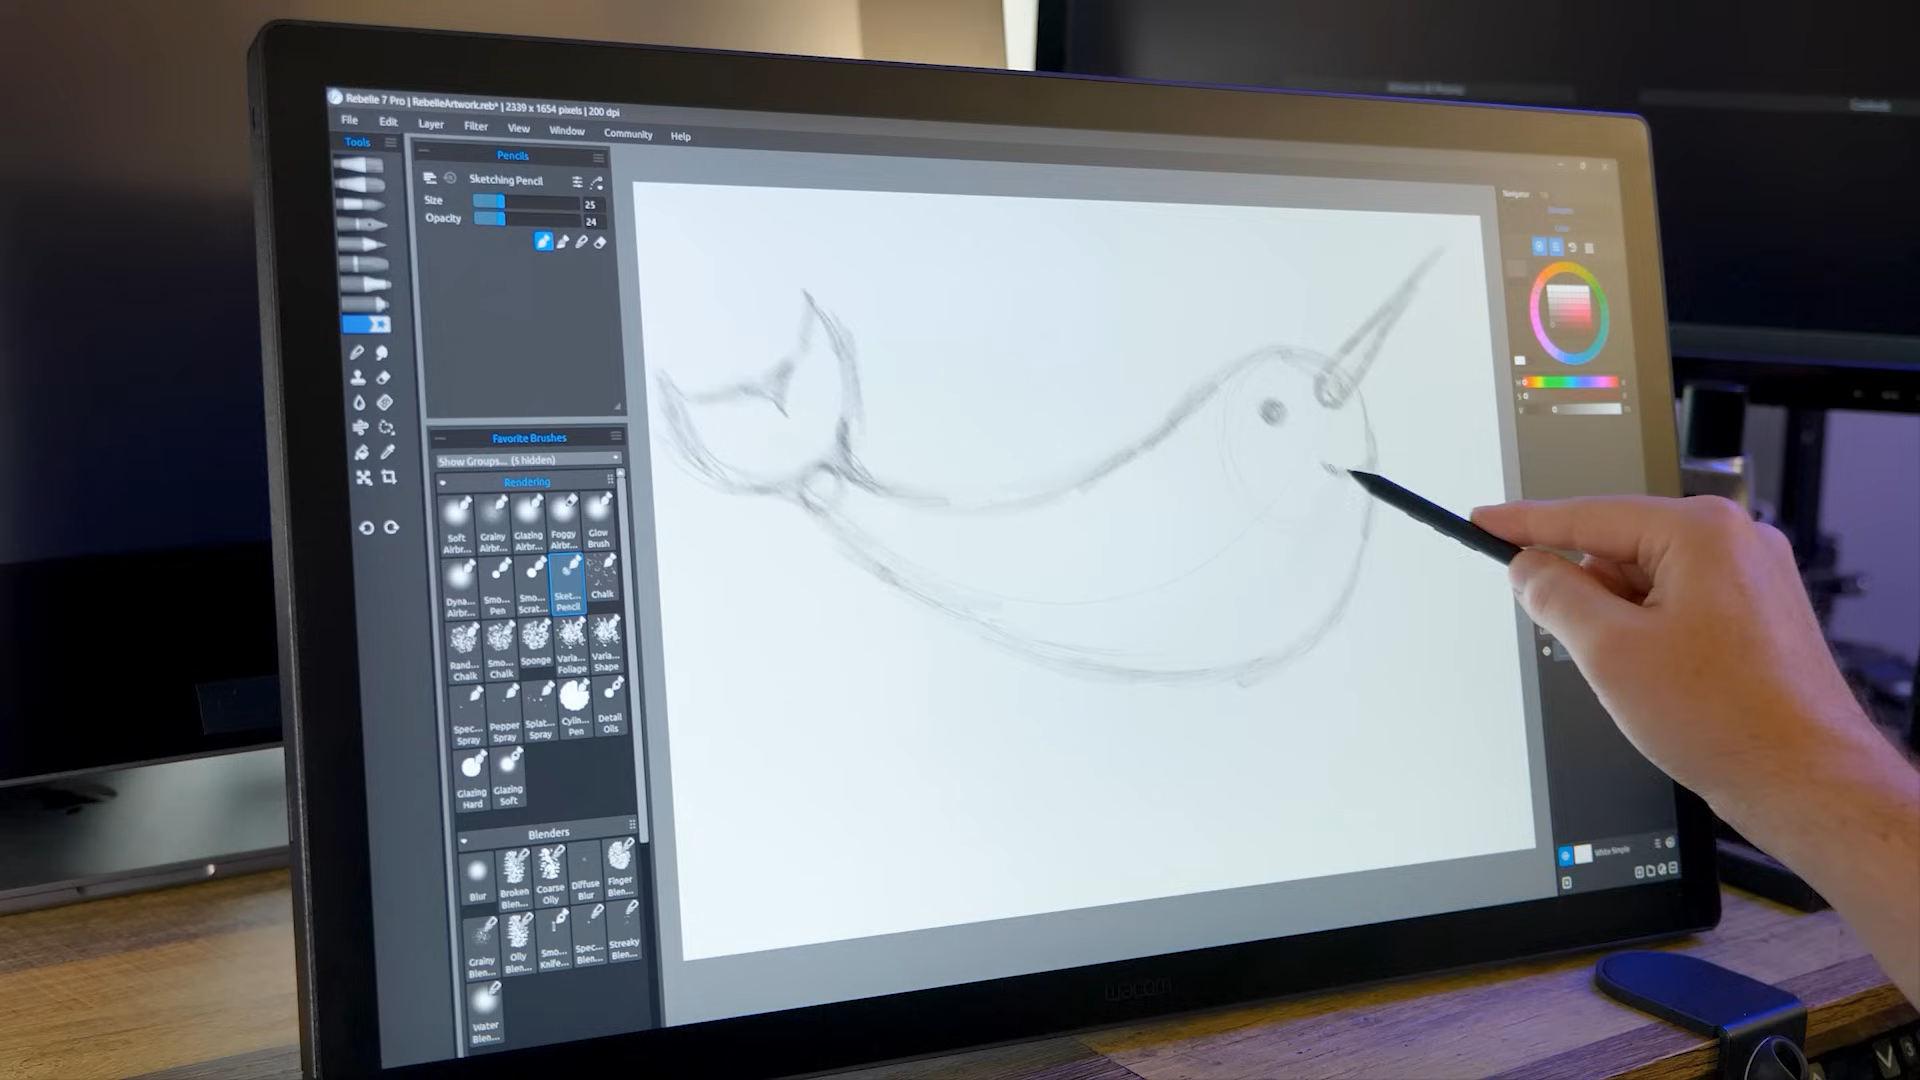 Rebelle 7 Pro | RebelleArtwork.reb* | 2339 x 1654 pixels | 200 dpi
File Edit Layer Filter View Window Community Help
Tools
Pencils
Sketching Pencil
Size 25
Opacity 24
Favorite Brushes
Show Groups... (5 hidden)
Rendering
Soft Airbr... Grainy Airbr... Glazing Airbr... Foggy Airbr... Glow Brush
Dyna... Airbr... Smo... Pen Smo... Scrat... Sket... Pencil Chalk
Rand... Chalk Smo... Chalk Sponge Varia... Foliage Varia... Shape
Spec... Spray Pepper Spray Splat... Spray Cylin... Pen Detail Oils
Glazing Hard Glazing Soft
Blenders
Blur Broken Blen... Coarse Oily Diffuse Blur Finger Blen...
Grainy Blen... Oily Blen... Smo... Knife... Spec... Blen... Streaky Blen...
Water Blen...
Navigator
Color
White Simple
wacom
V